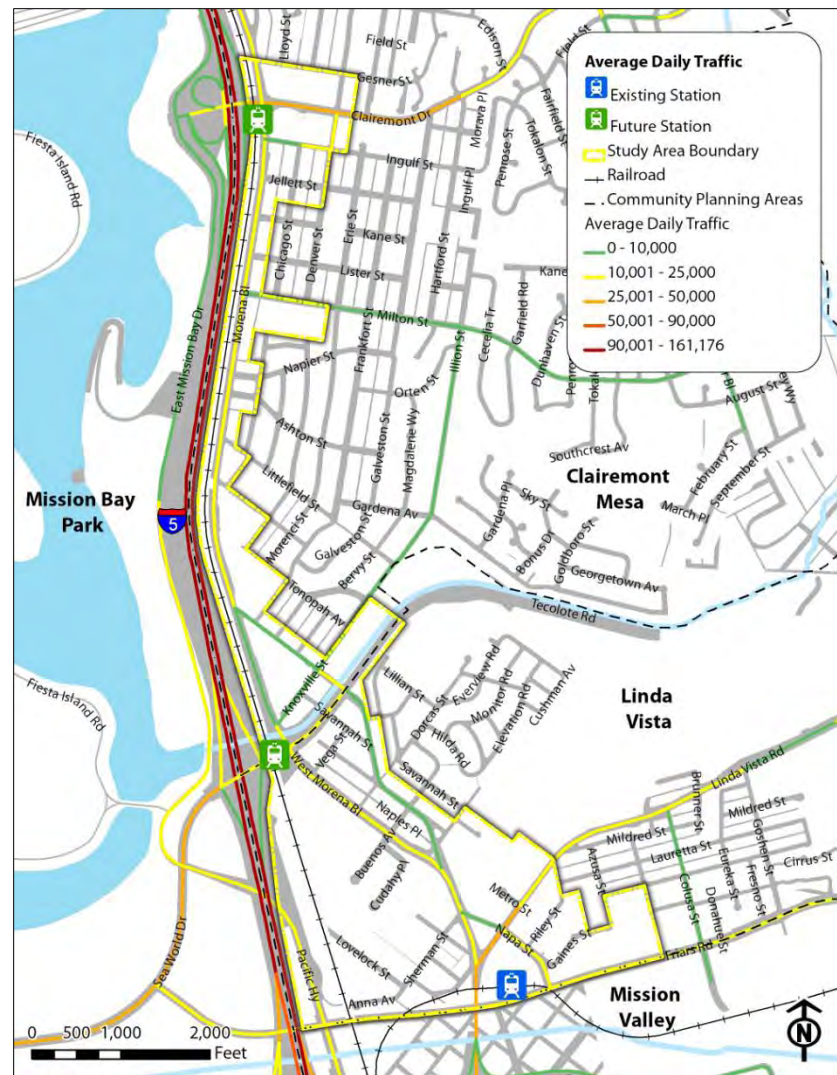 Average Daily Traffic
Existing Station
Future Station
Study Area Boundary
Railroad
Community Planning Areas
Average Daily Traffic
0 - 10,000
10,001 - 25,000
25,001 - 50,000
50,001 - 90,000
90,001 - 161,176
Lloyd St
Field St
Edison St
Field St
Gesner St
Fairfield St
Clairemont Dr
Morava Pl
Penrose St
Tokalon St
Fiesta Island Rd
Ingulf St
Ingulf Pl
Jellett St
Erie St
Chicago St
Denver St
Kane St
Hartford St
Lister St
Kane
Morena Bl
Garfield Rd
Cecelia Tr
Milton St
East Mission Bay Dr
Frankfort St
Illion St
Dunhaven St
Napier St
Orten St
August St
Ashton St
Galveston St
Magdalene Wy
Southcrest Av
February St
September St
Clairemont
Mesa
Littlefield St
Mission Bay
Park
5
Gardena Av
Gardena Pl
Sky St
March Pl
Morenci St
Galveston St
Bervy St
Bonus Dr
Goldboro St
Georgetown Av
Tonopah Av
Tecolote Rd
Knoxville St
Lillian St
Everview Rd
Fiesta Island Rd
Dorcas St
Morvitor Rd
Elevation Rd
Cushman Av
Linda
Vista
Savannah St
Hilda Rd
Vega St
West Morena Bl
Savannah St
Linda Vista Rd
Brunner St
Mildred St
Naples Pl
Mildred St
Goshen St
Buenos Av
Lauretta St
Cirrus St
Cudahy Pl
Azusa St
Eureka St
Fresno St
Metro St
Colusa St
Donahuel St
Sea World Dr
Riley St
Napa St
Gaines St
Lovelock St
Sherman St
Friars Rd
Pacific Hy
Anna Av
Mission
Valley
0 500 1,000 2,000
Feet
N